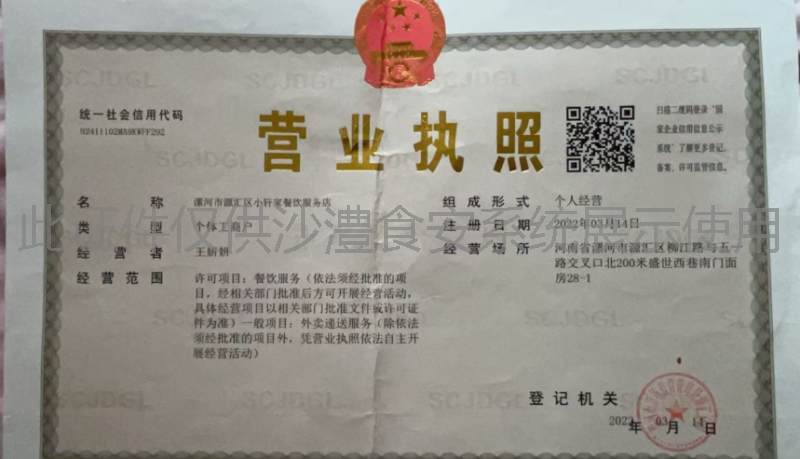 统一社会信用代码
92411102MA9KWFF292
营业执照
扫描二维码登录“国
家企业信用信息公示
系统”了解更多登记、
备案、许可监管信息。
名称 漯河市源汇区小轩家餐饮服务店
类型 个体工商户
经营者 王妍妍
经营范围 许可项目：餐饮服务（依法须经批准的项
目，经相关部门批准后方可开展经营活动，
具体经营项目以相关部门批准文件或许可证
件为准）一般项目：外卖递送服务（除依法
须经批准的项目外，凭营业执照依法自主开
展经营活动）
组成形式 个人经营
注册日期 2022年03月14日
经营场所 河南省漯河市源汇区柳江路与五
路交叉口北200米盛世西巷南门面
房28-1
此证件仅供沙澧食安系统展示使用
SCJDGL
SCJDGL
SCJDGL
SCJDGL
SCJDGL
登记机关
2022年03月11日